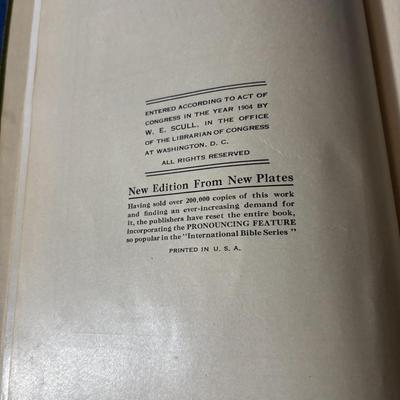 ENTERED ACCORDING TO ACT OF
CONGRESS IN THE YEAR 1904 BY
W. E. SCULL, IN THE OFFICE
OF THE LIBRARIAN OF CONGRESS
AT WASHINGTON, D. C.
ALL RIGHTS RESERVED
New Edition From New Plates
Having sold over 200,000 copies of this work
and finding an ever-increasing demand for
it, the publishers have reset the entire book,
incorporating the PRONOUNCING FEATURE
so popular in the "International Bible Series"
PRINTED IN U. S. A.